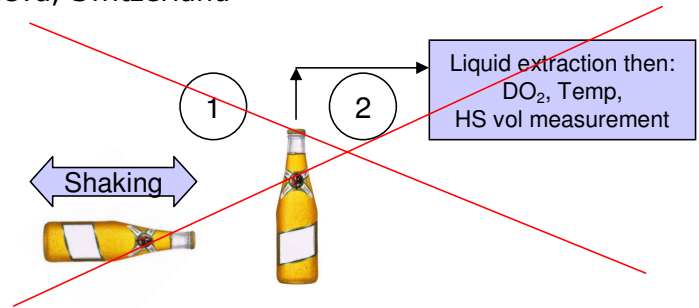 1
2
Liquid extraction then:
DO₂, Temp,
HS vol measurement
Shaking